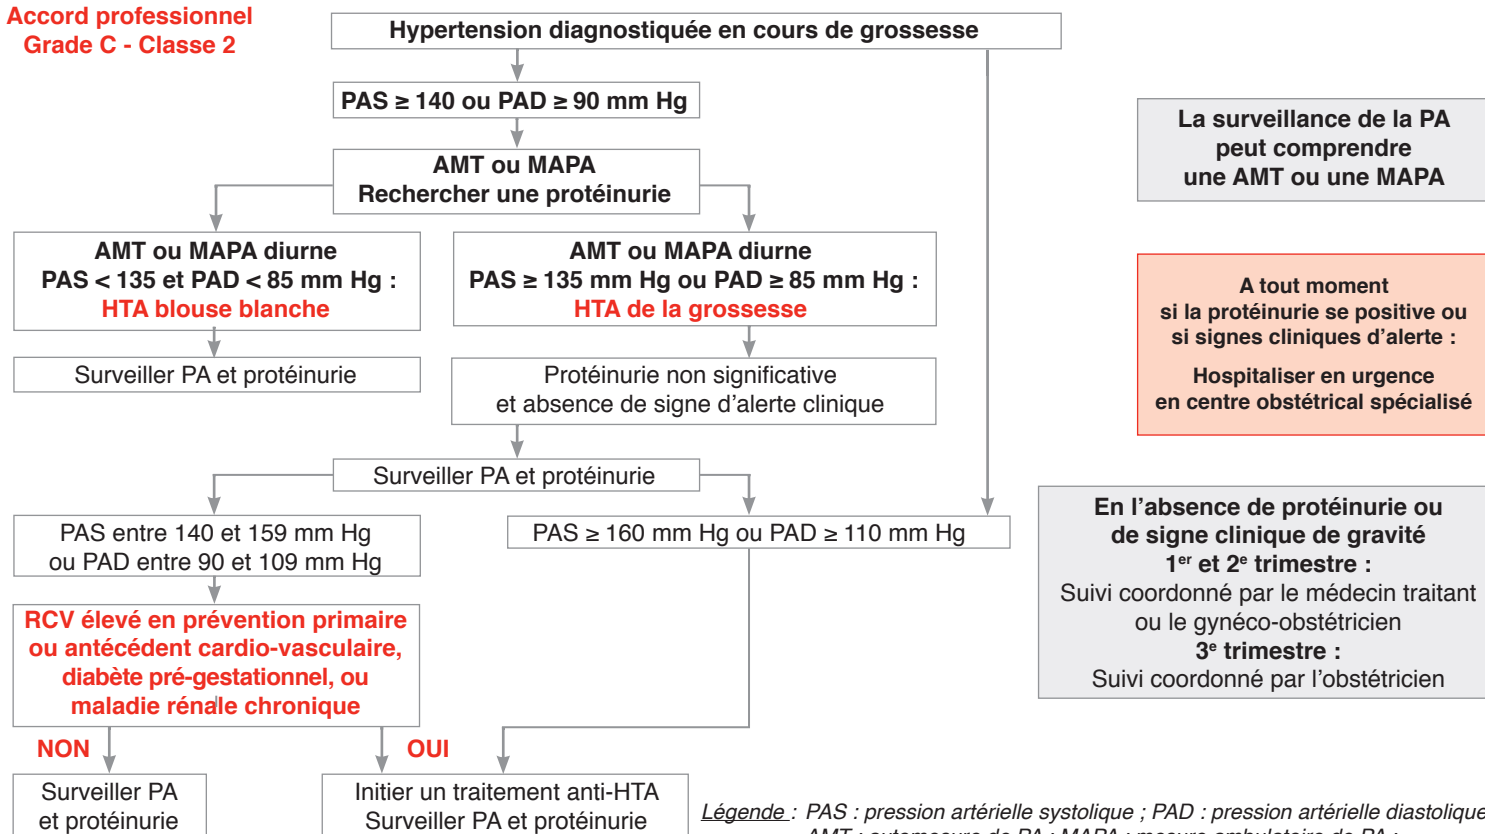 Accord professionnel
Grade C - Classe 2
Hypertension diagnostiquée en cours de grossesse
PAS ≥ 140 ou PAD ≥ 90 mm Hg
AMT ou MAPA
Rechercher une protéinurie
AMT ou MAPA diurne
PAS < 135 et PAD < 85 mm Hg :
HTA blouse blanche
AMT ou MAPA diurne
PAS ≥ 135 mm Hg ou PAD ≥ 85 mm Hg :
HTA de la grossesse
Surveiller PA et protéinurie
Protéinurie non significative
et absence de signe d’alerte clinique
Surveiller PA et protéinurie
PAS entre 140 et 159 mm Hg
ou PAD entre 90 et 109 mm Hg
PAS ≥ 160 mm Hg ou PAD ≥ 110 mm Hg
RCV élevé en prévention primaire
ou antécédent cardio-vasculaire,
diabète pré-gestationnel, ou
maladie rénale chronique
NON
OUI
Surveiller PA
et protéinurie
Initier un traitement anti-HTA
Surveiller PA et protéinurie
La surveillance de la PA
peut comprendre
une AMT ou une MAPA
A tout moment
si la protéinurie se positive ou
si signes cliniques d’alerte :
Hospitaliser en urgence
en centre obstétrical spécialisé
En l’absence de protéinurie ou
de signe clinique de gravité
1er et 2e trimestre :
Suivi coordonné par le médecin traitant
ou le gynéco-obstétricien
3e trimestre :
Suivi coordonné par l’obstétricien
Légende : PAS : pression artérielle systolique ; PAD : pression artérielle diastolique
AMT : automesure de PA ; MAPA : mesure ambulatoire de PA ;